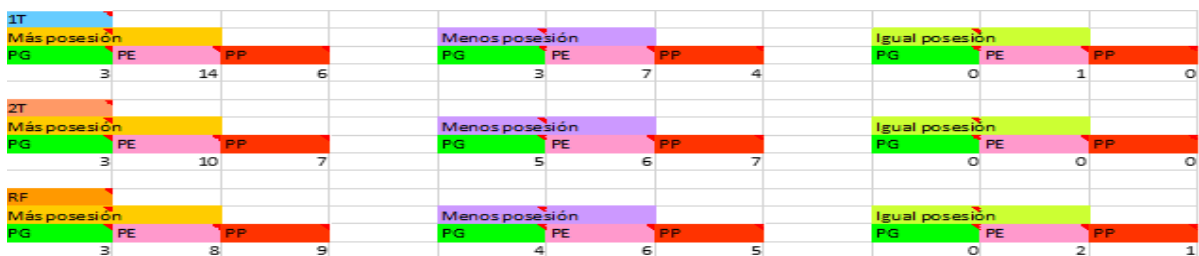 1T
Más posesión Menos posesión Igual posesión
PG PE PP PG PE PP PG PE PP
3 14 6 3 7 4 0 1 0
2T
Más posesión Menos posesión Igual posesión
PG PE PP PG PE PP PG PE PP
3 10 7 5 6 7 0 0 0
RF
Más posesión Menos posesión Igual posesión
PG PE PP PG PE PP PG PE PP
3 8 9 4 6 5 0 2 1